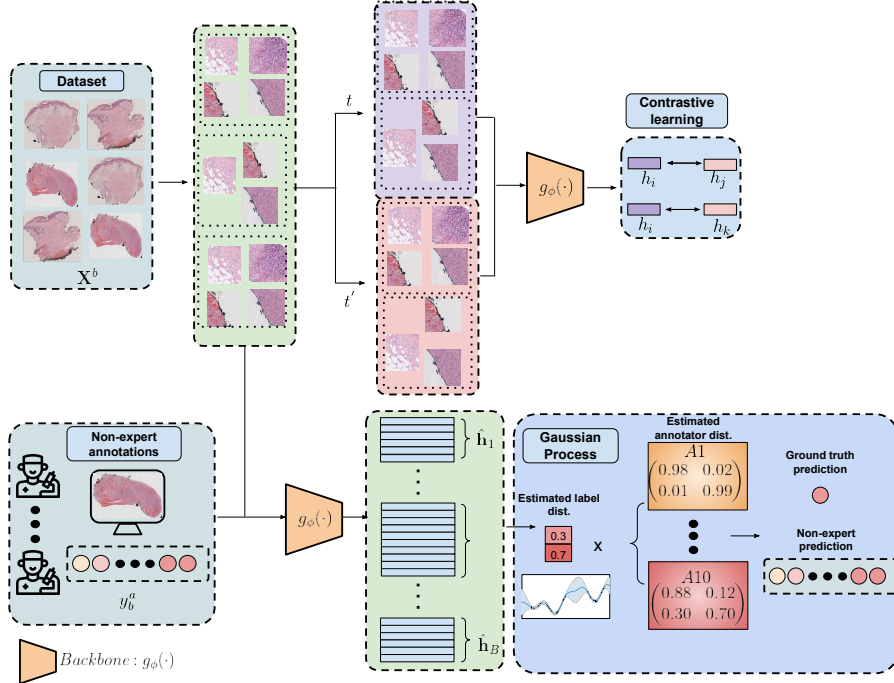 Dataset
X^b
t
t'
g_ϕ(·)
Contrastive
learning
h_i
h_j
h_i
h_k
Non-expert
annotations
y_b^a
g_ϕ(·)
ĥ_1
ĥ_B
Gaussian
Process
Estimated label
dist.
0.3
0.7
X
Estimated
annotator dist.
A1
0.98 0.02
0.01 0.99
A10
0.88 0.12
0.30 0.70
Ground truth
prediction
Non-expert
prediction
Backbone : g_ϕ(·)